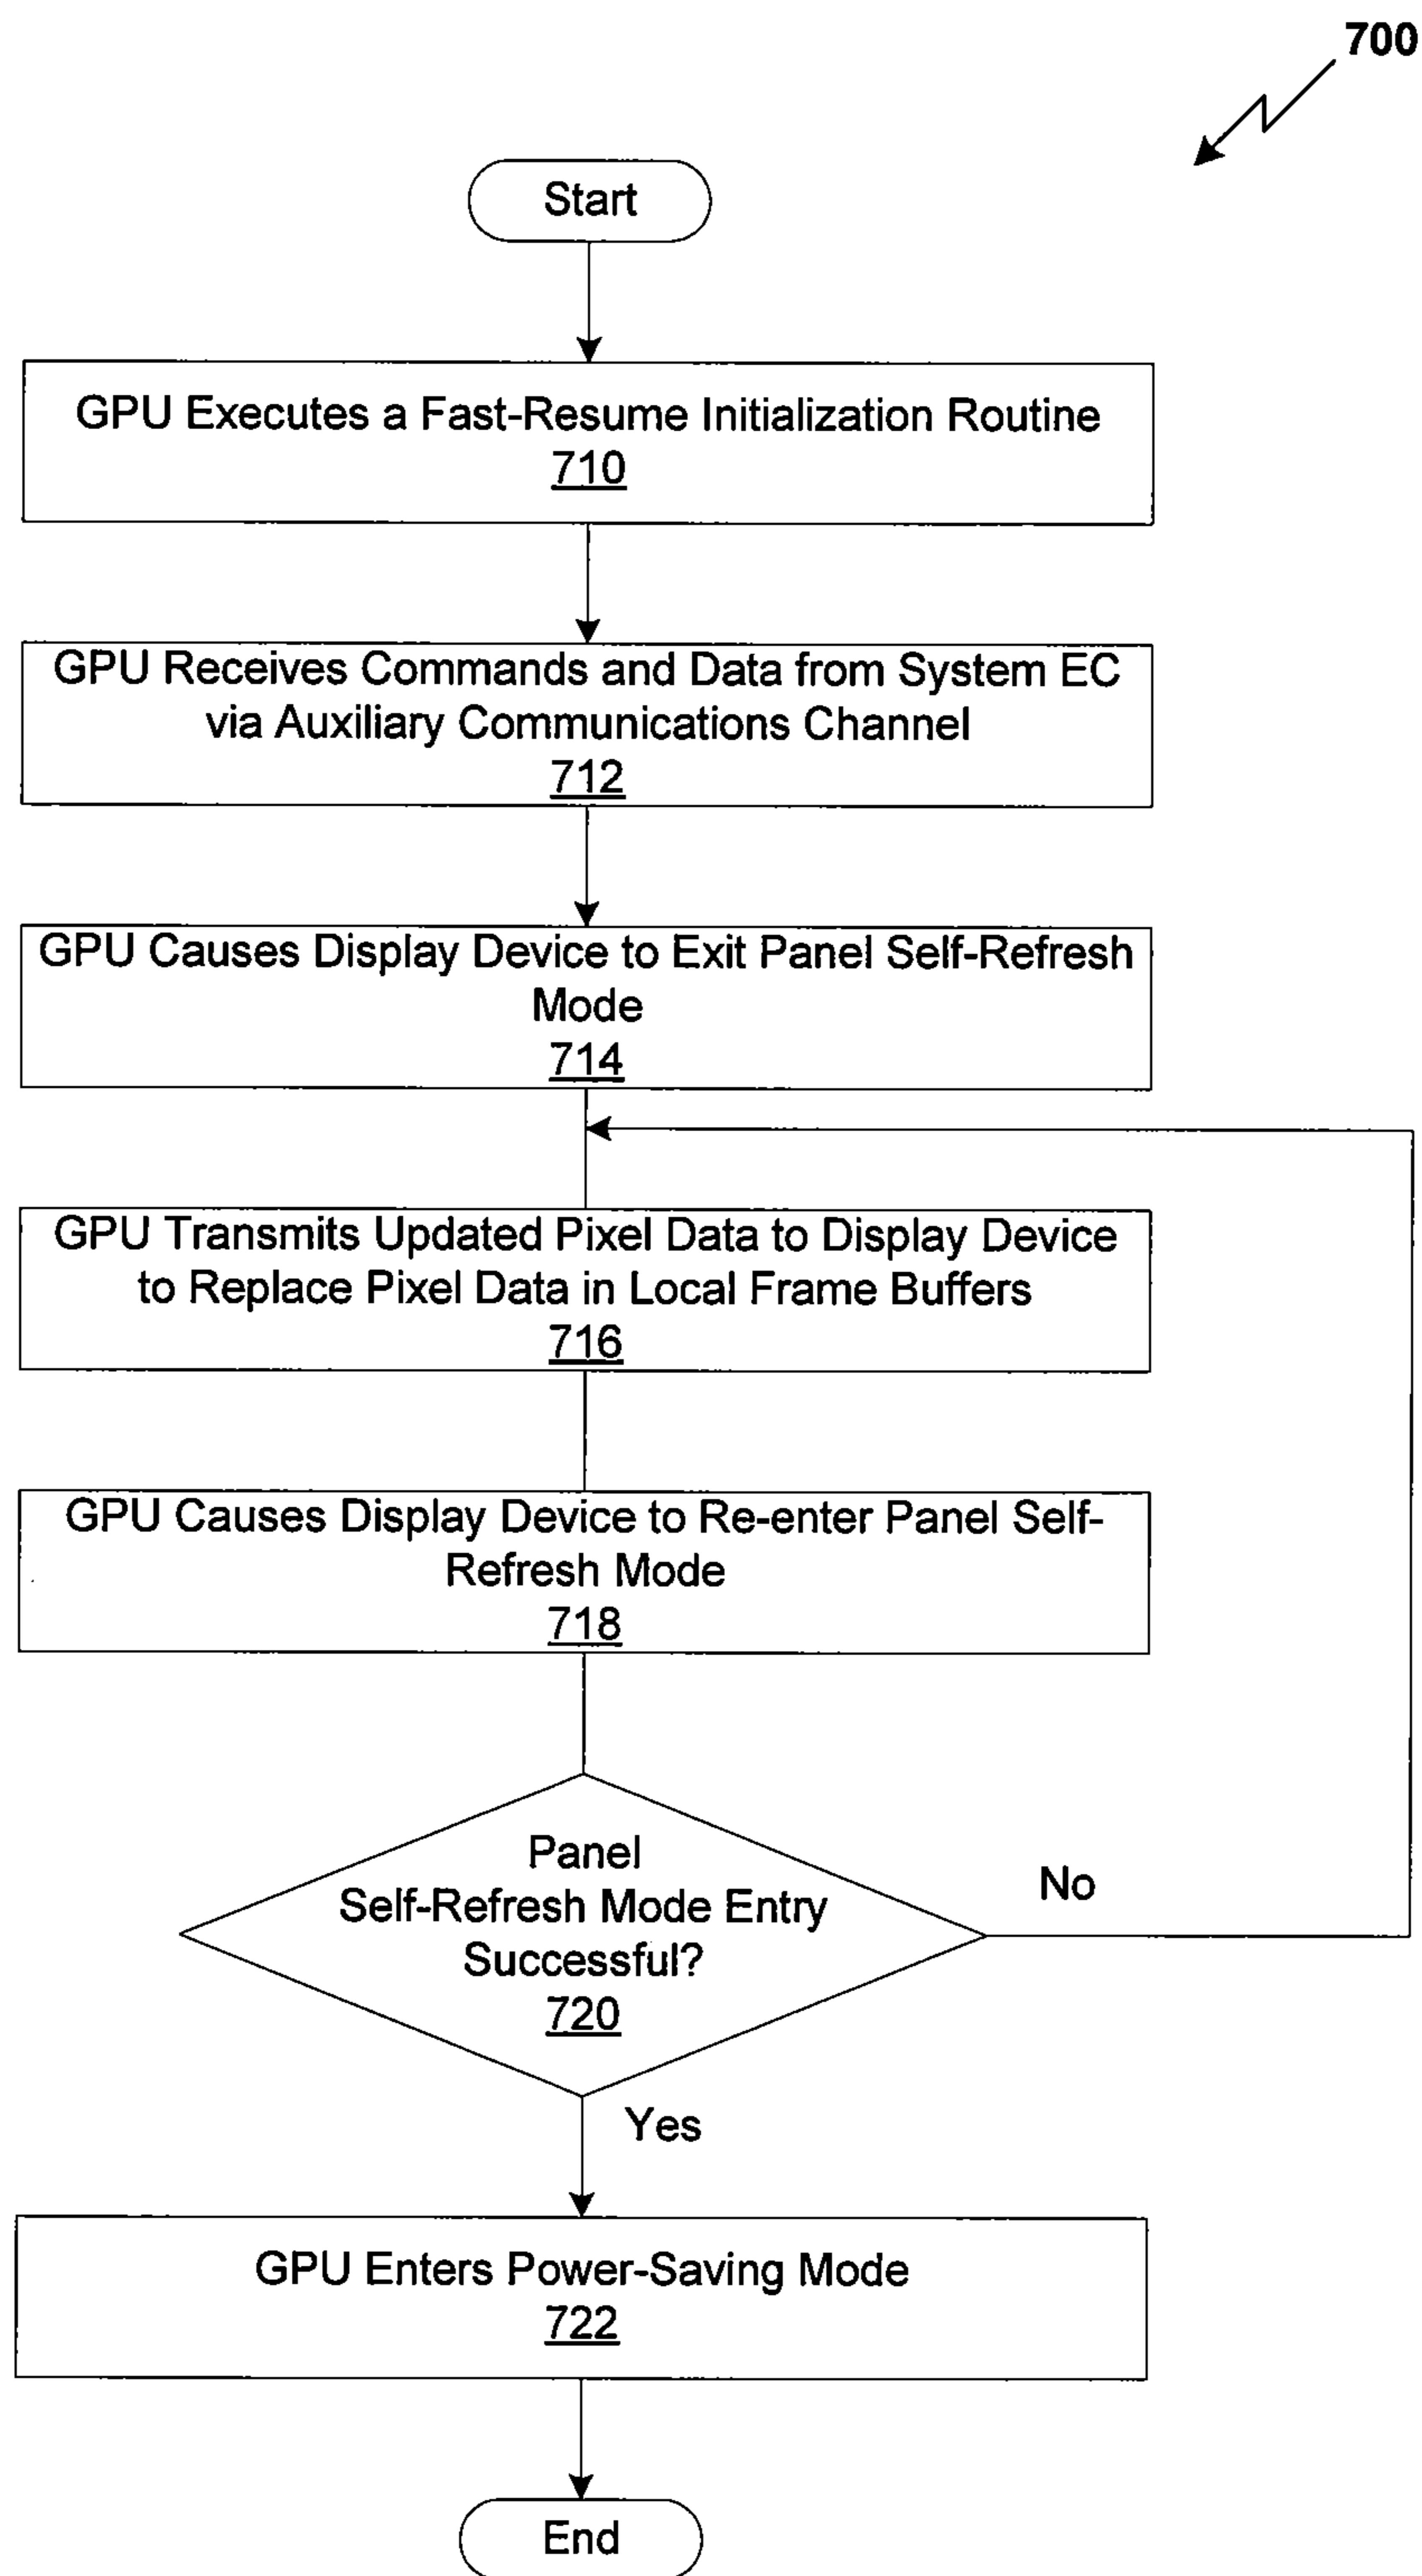 700
Start
GPU Executes a Fast-Resume Initialization Routine
710
GPU Receives Commands and Data from System EC
via Auxiliary Communications Channel
712
GPU Causes Display Device to Exit Panel Self-Refresh
Mode
714
GPU Transmits Updated Pixel Data to Display Device
to Replace Pixel Data in Local Frame Buffers
716
GPU Causes Display Device to Re-enter Panel Self-
Refresh Mode
718
Panel
Self-Refresh Mode Entry
Successful?
720
No
Yes
GPU Enters Power-Saving Mode
722
End